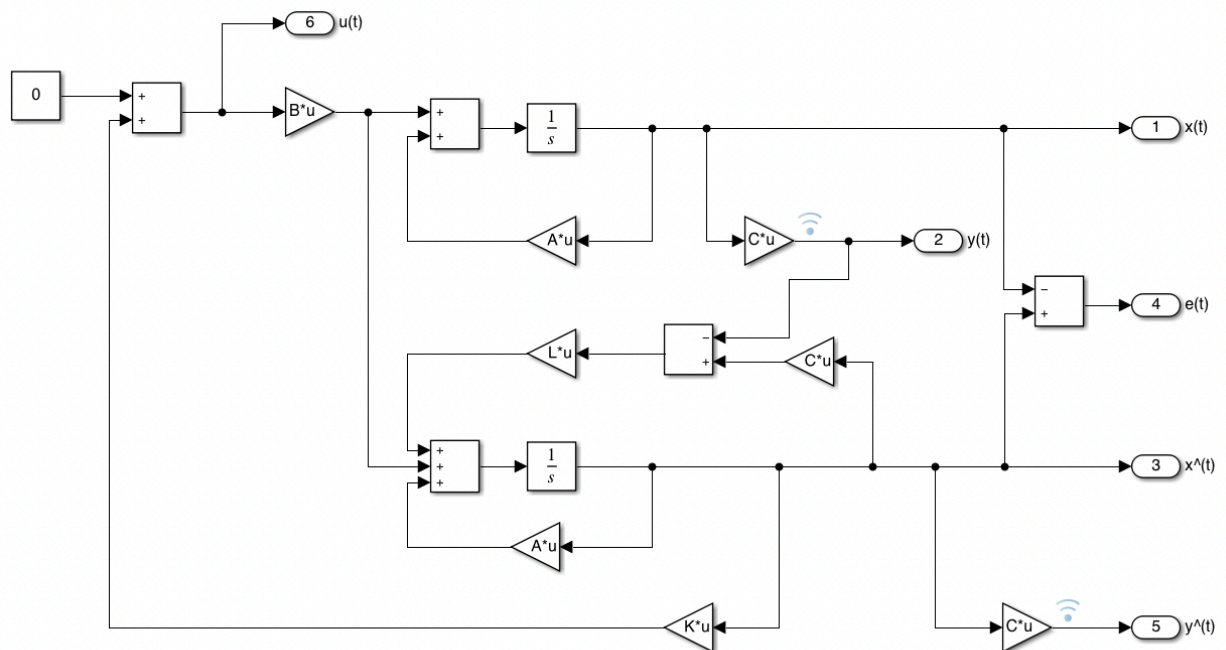 6 u(t)
0
+
+
B*u
+
+
1
s
1 x(t)
A*u
C*u
2 y(t)
−
+
4 e(t)
L*u
−
+
C*u
+
+
+
1
s
3 x^(t)
A*u
K*u
C*u
5 y^(t)